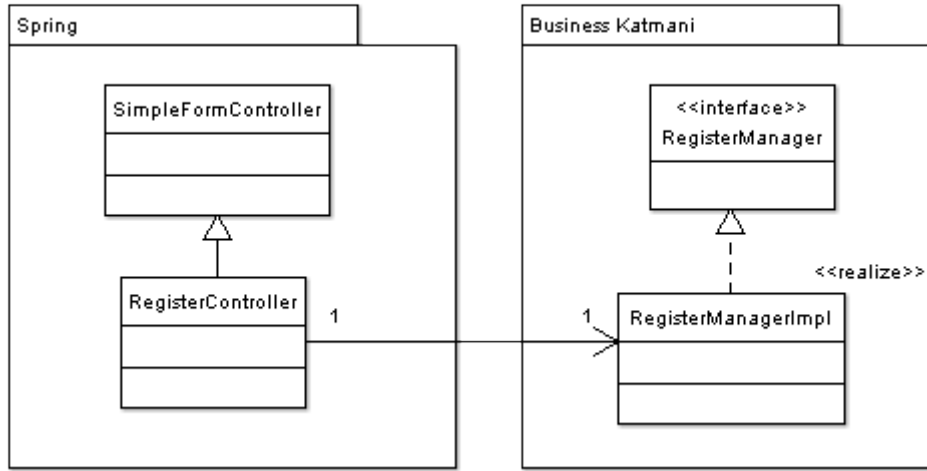 Spring
Business Katmani
SimpleFormController
<<interface>>
RegisterManager
<<realize>>
RegisterController
1
1
RegisterManagerImpl